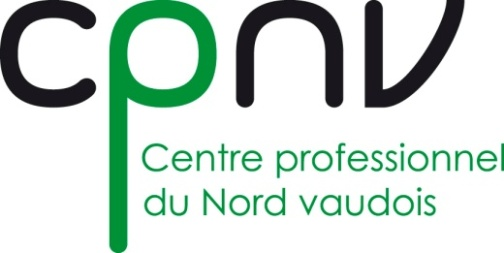 cpnv
Centre professionnel
du Nord vaudois